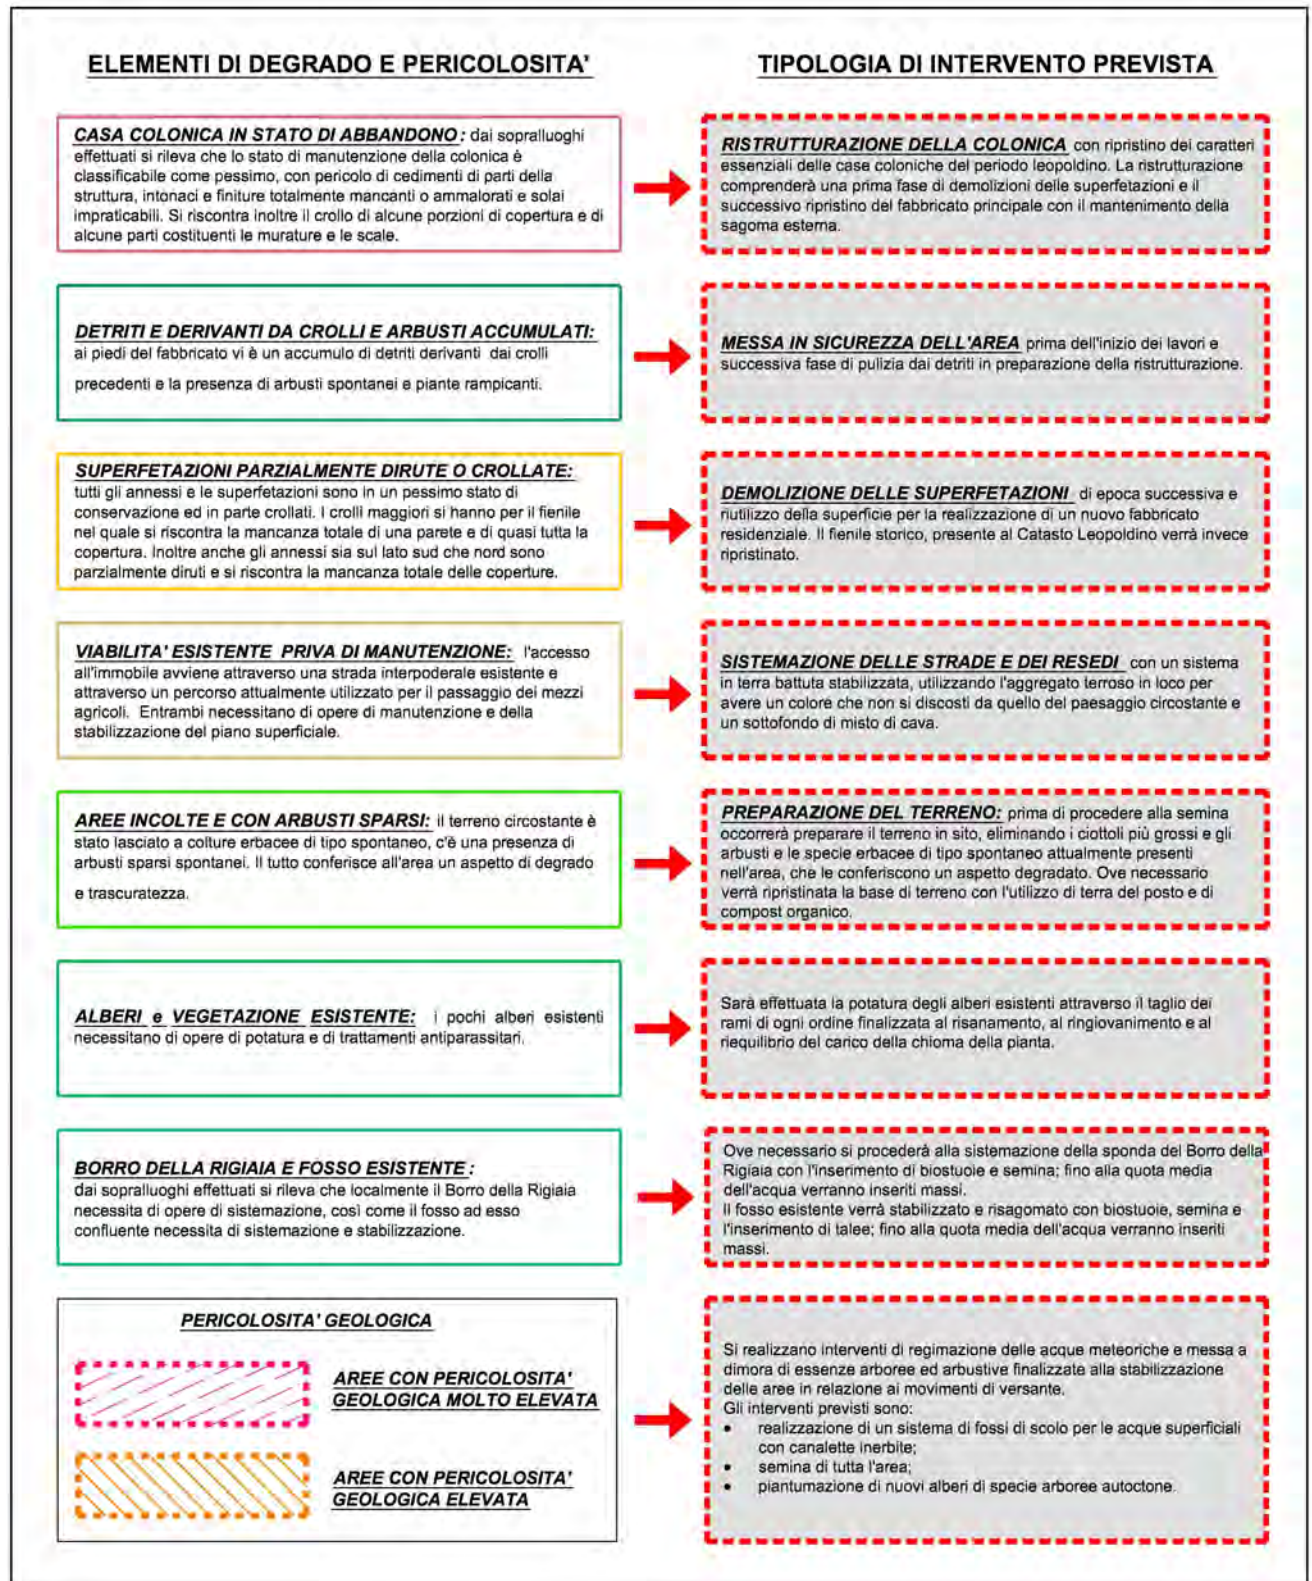 ELEMENTI DI DEGRADO E PERICOLOSITA'
TIPOLOGIA DI INTERVENTO PREVISTA
CASA COLONICA IN STATO DI ABBANDONO: dai sopralluoghi
effettuati si rileva che lo stato di manutenzione della colonica è
classificabile come pessimo, con pericolo di cedimenti di parti della
struttura, intonaci e finiture totalmente mancanti o ammalorati e solai
impraticabili. Si riscontra inoltre il crollo di alcune porzioni di copertura e di
alcune parti costituenti le murature e le scale.
RISTRUTTURAZIONE DELLA COLONICA con ripristino dei caratteri
essenziali delle case coloniche del periodo leopoldino. La ristrutturazione
comprenderà una prima fase di demolizioni delle superfetazioni e il
successivo ripristino del fabbricato principale con il mantenimento della
sagoma esterna.
DETRITI E DERIVANTI DA CROLLI E ARBUSTI ACCUMULATI:
ai piedi del fabbricato vi è un accumulo di detriti derivanti dai crolli
precedenti e la presenza di arbusti spontanei e piante rampicanti.
MESSA IN SICUREZZA DELL'AREA prima dell'inizio dei lavori e
successiva fase di pulizia dai detriti in preparazione della ristrutturazione.
SUPERFETAZIONI PARZIALMENTE DIRUTE O CROLLATE:
tutti gli annessi e le superfetazioni sono in un pessimo stato di
conservazione ed in parte crollati. I crolli maggiori si hanno per il fienile
nel quale si riscontra la mancanza totale di una parete e di quasi tutta la
copertura. Inoltre anche gli annessi sia sul lato sud che nord sono
parzialmente diruti e si riscontra la mancanza totale delle coperture.
DEMOLIZIONE DELLE SUPERFETAZIONI di epoca successiva e
riutilizzo della superficie per la realizzazione di un nuovo fabbricato
residenziale. Il fienile storico, presente al Catasto Leopoldino verrà invece
ripristinato.
VIABILITA' ESISTENTE PRIVA DI MANUTENZIONE: l'accesso
all'immobile avviene attraverso una strada interpoderale esistente e
attraverso un percorso attualmente utilizzato per il passaggio dei mezzi
agricoli. Entrambi necessitano di opere di manutenzione e della
stabilizzazione del piano superficiale.
SISTEMAZIONE DELLE STRADE E DEI RESEDI con un sistema
in terra battuta stabilizzata, utilizzando l'aggregato terroso in loco per
avere un colore che non si discosti da quello del paesaggio circostante e
un sottofondo di misto di cava.
AREE INCOLTE E CON ARBUSTI SPARSI: il terreno circostante è
stato lasciato a colture erbacee di tipo spontaneo, c'è una presenza di
arbusti sparsi spontanei. Il tutto conferisce all'area un aspetto di degrado
e trascuratezza.
PREPARAZIONE DEL TERRENO: prima di procedere alla semina
occorrerà preparare il terreno in sito, eliminando i ciottoli più grossi e gli
arbusti e le specie erbacee di tipo spontaneo attualmente presenti
nell'area, che le conferiscono un aspetto degradato. Ove necessario
verrà ripristinata la base di terreno con l'utilizzo di terra del posto e di
compost organico.
ALBERI e VEGETAZIONE ESISTENTE: i pochi alberi esistenti
necessitano di opere di potatura e di trattamenti antiparassitari.
Sarà effettuata la potatura degli alberi esistenti attraverso il taglio dei
rami di ogni ordine finalizzata al risanamento, al ringiovanimento e al
riequilibrio del carico della chioma della pianta.
BORRO DELLA RIGIAIA E FOSSO ESISTENTE :
dai sopralluoghi effettuati si rileva che localmente il Borro della Rigiaia
necessita di opere di sistemazione, così come il fosso ad esso
confluente necessita di sistemazione e stabilizzazione.
Ove necessario si procederà alla sistemazione della sponda del Borro della
Rigiaia con l'inserimento di biostuoie e semina; fino alla quota media
dell'acqua verranno inseriti massi.
Il fosso esistente verrà stabilizzato e risagomato con biostuoie, semina e
l'inserimento di talee; fino alla quota media dell'acqua verranno inseriti
massi.
PERICOLOSITA' GEOLOGICA
AREE CON PERICOLOSITA'
GEOLOGICA MOLTO ELEVATA
AREE CON PERICOLOSITA'
GEOLOGICA ELEVATA
Si realizzano interventi di regimazione delle acque meteoriche e messa a
dimora di essenze arboree ed arbustive finalizzate alla stabilizzazione
delle aree in relazione ai movimenti di versante.
Gli interventi previsti sono:
• realizzazione di un sistema di fossi di scolo per le acque superficiali
con canalette inerbite;
• semina di tutta l'area;
• piantumazione di nuovi alberi di specie arboree autoctone.